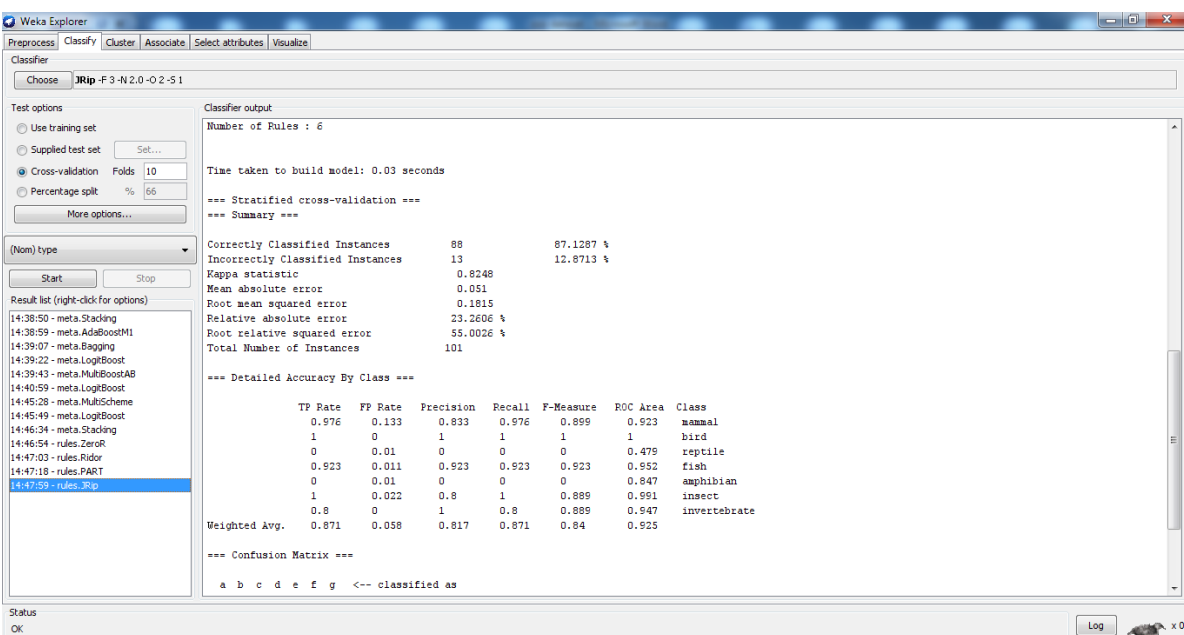 Weka Explorer
Preprocess Classify Cluster Associate Select attributes Visualize
Classifier
Choose JRip -F 3 -N 2.0 -O 2 -S 1
Test options
Use training set
Supplied test set Set...
Cross-validation Folds 10
Percentage split % 66
More options...
(Nom) type
Start Stop
Result list (right-click for options)
14:38:50 - meta.Stacking
14:38:59 - meta.AdaBoostM1
14:39:07 - meta.Bagging
14:39:22 - meta.LogitBoost
14:39:43 - meta.MultiBoostAB
14:40:59 - meta.LogitBoost
14:45:28 - meta.MultiScheme
14:45:49 - meta.LogitBoost
14:46:34 - meta.Stacking
14:46:54 - rules.ZeroR
14:47:03 - rules.Ridor
14:47:18 - rules.PART
14:47:59 - rules.JRip
Classifier output
Number of Rules : 6
Time taken to build model: 0.03 seconds
=== Stratified cross-validation ===
=== Summary ===
Correctly Classified Instances 88 87.1287 %
Incorrectly Classified Instances 13 12.8713 %
Kappa statistic 0.8248
Mean absolute error 0.051
Root mean squared error 0.1815
Relative absolute error 23.2606 %
Root relative squared error 55.0026 %
Total Number of Instances 101
=== Detailed Accuracy By Class ===
TP Rate FP Rate Precision Recall F-Measure ROC Area Class
0.976 0.133 0.833 0.976 0.899 0.923 mammal
1 0 1 1 1 1 bird
0 0.01 0 0 0 0.479 reptile
0.923 0.011 0.923 0.923 0.923 0.952 fish
0 0.01 0 0 0 0.847 amphibian
1 0.022 0.8 1 0.889 0.991 insect
0.8 0 1 0.8 0.889 0.947 invertebrate
Weighted Avg. 0.871 0.058 0.817 0.871 0.84 0.925
=== Confusion Matrix ===
a b c d e f g <-- classified as
Status
OK
Log x 0